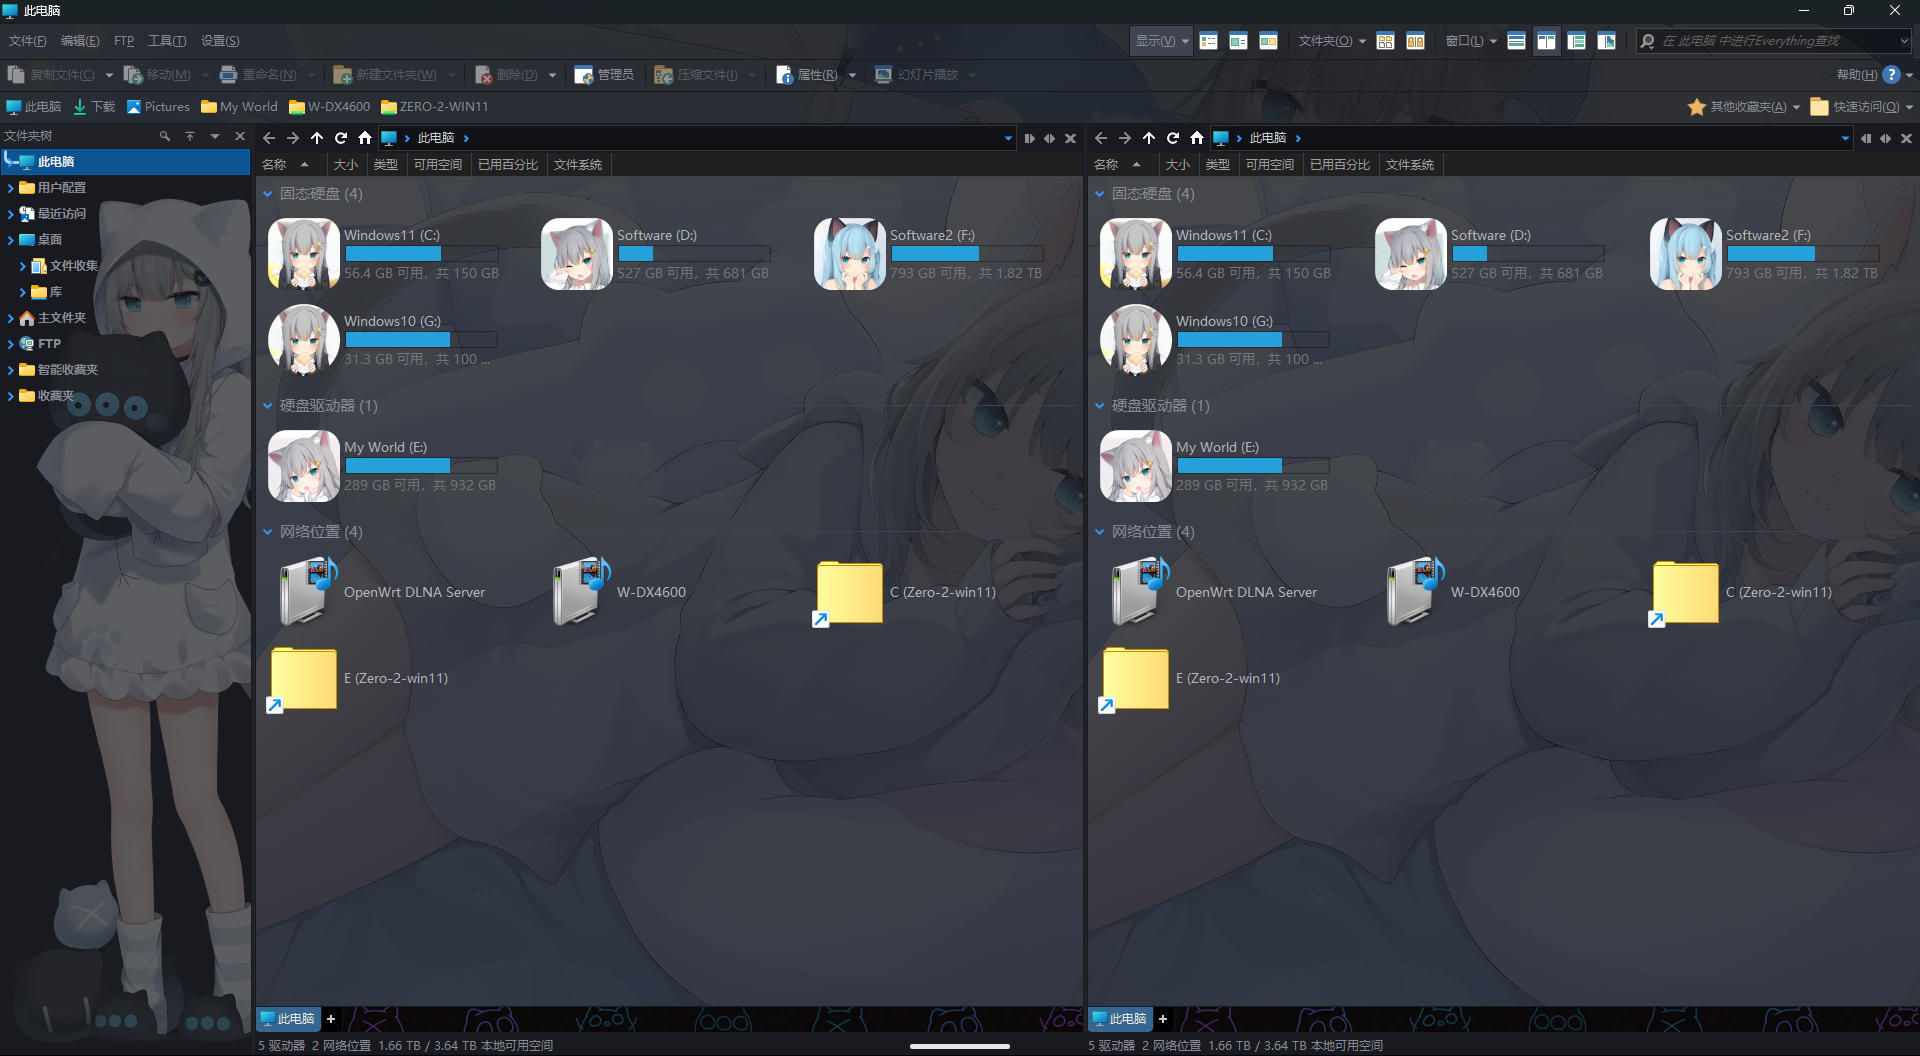 此电脑
文件(F) 编辑(E) FTP 工具(T) 设置(S) 显示(V) 文件夹(O) 窗口(L) 在 此电脑 中进行Everything查找
复制文件(C) 移动(M) 重命名(N) 新建文件夹(W) 删除(D) 管理员 压缩文件(I) 属性(R) 幻灯片播放 帮助(H)
此电脑 下载 Pictures My World W-DX4600 ZERO-2-WIN11 其他收藏夹(A) 快速访问(Q)
文件夹树
此电脑
用户配置
最近访问
桌面
文件收集
库
主文件夹
FTP
智能收藏夹
收藏夹
此电脑
名称 大小 类型 可用空间 已用百分比 文件系统
固态硬盘 (4)
Windows11 (C:)
56.4 GB 可用，共 150 GB
Software (D:)
527 GB 可用，共 681 GB
Software2 (F:)
793 GB 可用，共 1.82 TB
Windows10 (G:)
31.3 GB 可用，共 100 ...
硬盘驱动器 (1)
My World (E:)
289 GB 可用，共 932 GB
网络位置 (4)
OpenWrt DLNA Server
W-DX4600
C (Zero-2-win11)
E (Zero-2-win11)
此电脑 +
5 驱动器 2 网络位置 1.66 TB / 3.64 TB 本地可用空间
此电脑
名称 大小 类型 可用空间 已用百分比 文件系统
固态硬盘 (4)
Windows11 (C:)
56.4 GB 可用，共 150 GB
Software (D:)
527 GB 可用，共 681 GB
Software2 (F:)
793 GB 可用，共 1.82 TB
Windows10 (G:)
31.3 GB 可用，共 100 ...
硬盘驱动器 (1)
My World (E:)
289 GB 可用，共 932 GB
网络位置 (4)
OpenWrt DLNA Server
W-DX4600
C (Zero-2-win11)
E (Zero-2-win11)
此电脑 +
5 驱动器 2 网络位置 1.66 TB / 3.64 TB 本地可用空间